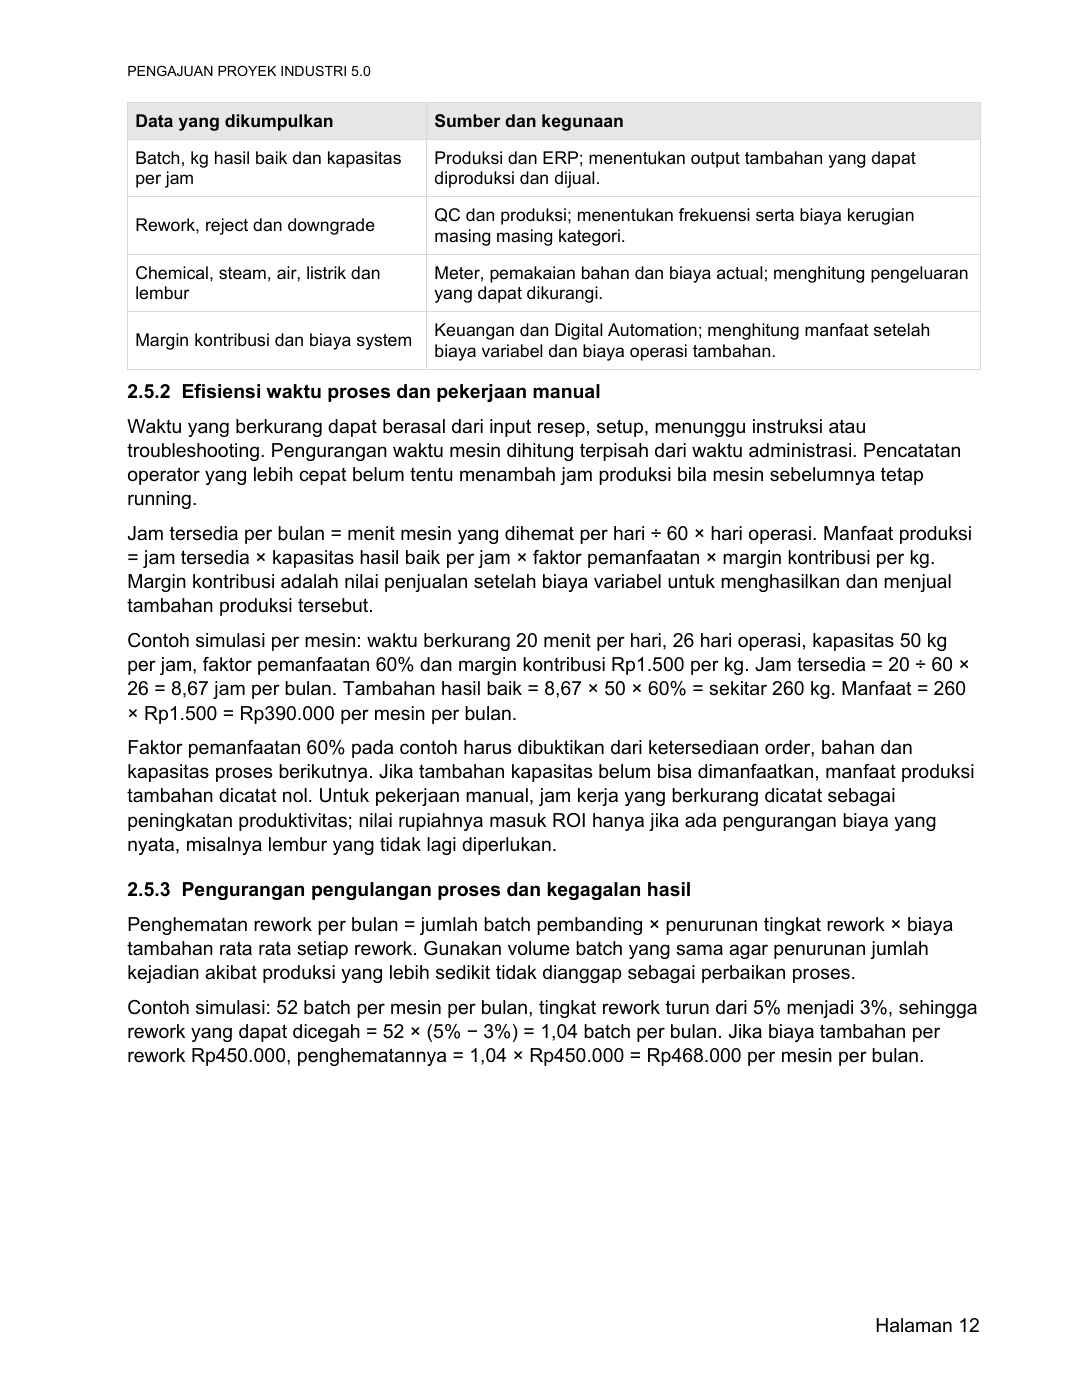 PENGAJUAN PROYEK INDUSTRI 5.0
Data yang dikumpulkan
Sumber dan kegunaan
Batch, kg hasil baik dan kapasitas
per jam
Produksi dan ERP; menentukan output tambahan yang dapat
diproduksi dan dijual.
Rework, reject dan downgrade
QC dan produksi; menentukan frekuensi serta biaya kerugian
masing masing kategori.
Chemical, steam, air, listrik dan
lembur
Meter, pemakaian bahan dan biaya actual; menghitung pengeluaran
yang dapat dikurangi.
Margin kontribusi dan biaya system
Keuangan dan Digital Automation; menghitung manfaat setelah
biaya variabel dan biaya operasi tambahan.
2.5.2 Efisiensi waktu proses dan pekerjaan manual
Waktu yang berkurang dapat berasal dari input resep, setup, menunggu instruksi atau
troubleshooting. Pengurangan waktu mesin dihitung terpisah dari waktu administrasi. Pencatatan
operator yang lebih cepat belum tentu menambah jam produksi bila mesin sebelumnya tetap
running.
Jam tersedia per bulan = menit mesin yang dihemat per hari ÷ 60 × hari operasi. Manfaat produksi
= jam tersedia × kapasitas hasil baik per jam × faktor pemanfaatan × margin kontribusi per kg.
Margin kontribusi adalah nilai penjualan setelah biaya variabel untuk menghasilkan dan menjual
tambahan produksi tersebut.
Contoh simulasi per mesin: waktu berkurang 20 menit per hari, 26 hari operasi, kapasitas 50 kg
per jam, faktor pemanfaatan 60% dan margin kontribusi Rp1.500 per kg. Jam tersedia = 20 ÷ 60 ×
26 = 8,67 jam per bulan. Tambahan hasil baik = 8,67 × 50 × 60% = sekitar 260 kg. Manfaat = 260
× Rp1.500 = Rp390.000 per mesin per bulan.
Faktor pemanfaatan 60% pada contoh harus dibuktikan dari ketersediaan order, bahan dan
kapasitas proses berikutnya. Jika tambahan kapasitas belum bisa dimanfaatkan, manfaat produksi
tambahan dicatat nol. Untuk pekerjaan manual, jam kerja yang berkurang dicatat sebagai
peningkatan produktivitas; nilai rupiahnya masuk ROI hanya jika ada pengurangan biaya yang
nyata, misalnya lembur yang tidak lagi diperlukan.
2.5.3 Pengurangan pengulangan proses dan kegagalan hasil
Penghematan rework per bulan = jumlah batch pembanding × penurunan tingkat rework × biaya
tambahan rata rata setiap rework. Gunakan volume batch yang sama agar penurunan jumlah
kejadian akibat produksi yang lebih sedikit tidak dianggap sebagai perbaikan proses.
Contoh simulasi: 52 batch per mesin per bulan, tingkat rework turun dari 5% menjadi 3%, sehingga
rework yang dapat dicegah = 52 × (5% − 3%) = 1,04 batch per bulan. Jika biaya tambahan per
rework Rp450.000, penghematannya = 1,04 × Rp450.000 = Rp468.000 per mesin per bulan.
Halaman 12